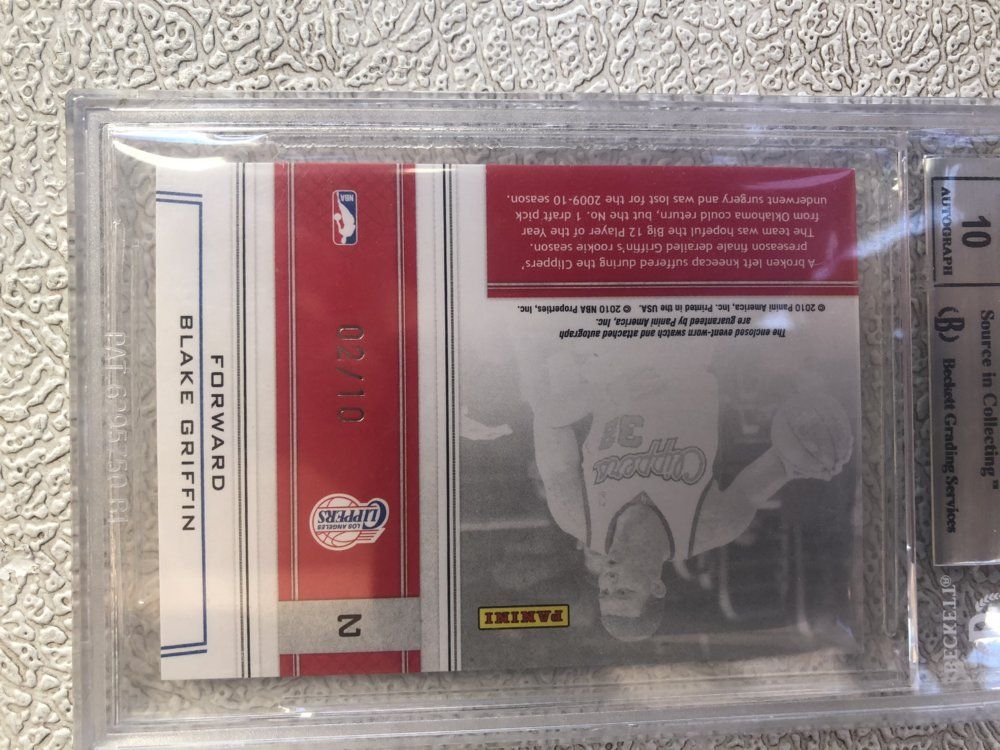 10
AUTOGRAPH
Source in Collecting™
Beckett Grading Services
BECKETT®
PANINI
Clippers
The enclosed event-worn swatch and attached autograph
are guaranteed by Panini America, Inc.
© 2010 Panini America, Inc. Printed in the USA. © 2010 NBA Properties, Inc.
A broken left kneecap suffered during the Clippers'
preseason finale derailed Griffin's rookie season.
The team was hopeful the Big 12 Player of the Year
from Oklahoma could return, but the No. 1 draft pick
underwent surgery and was lost for the 2009-10 season.
2
LOS ANGELES
CLIPPERS
02/10
NBA
FORWARD
BLAKE GRIFFIN